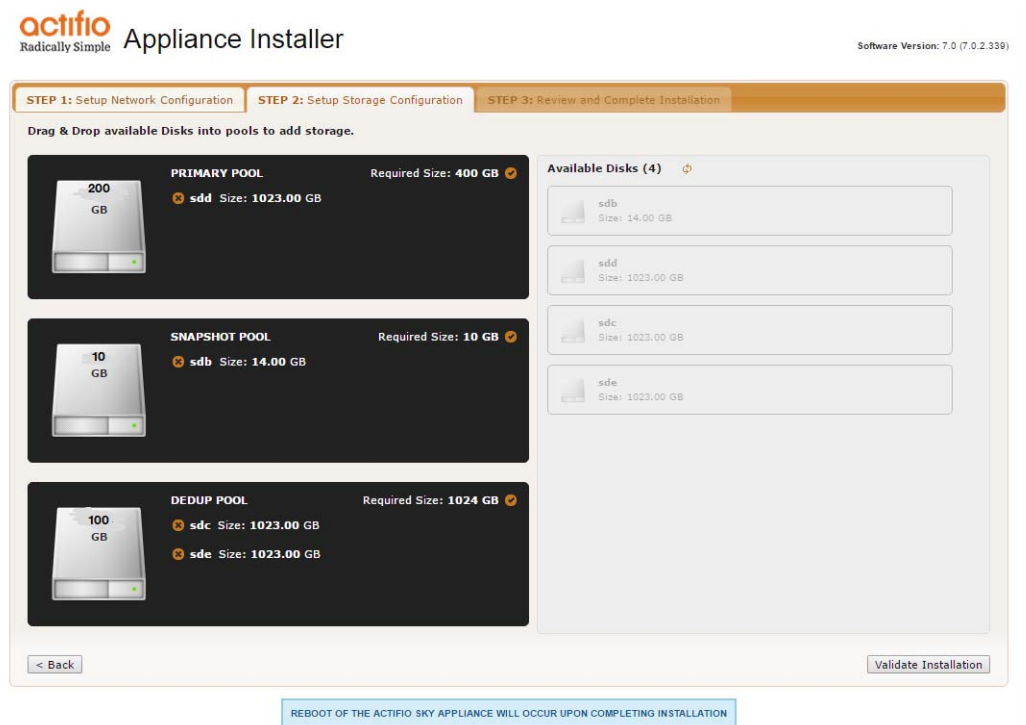 actifio
Radically Simple
Appliance Installer
Software Version: 7.0 (7.0.2.339)
STEP 1: Setup Network Configuration
STEP 2: Setup Storage Configuration
STEP 3: Review and Complete Installation
Drag & Drop available Disks into pools to add storage.
200
GB
PRIMARY POOL
Required Size: 400 GB
sdd Size: 1023.00 GB
10
GB
SNAPSHOT POOL
Required Size: 10 GB
sdb Size: 14.00 GB
100
GB
DEDUP POOL
Required Size: 1024 GB
sdc Size: 1023.00 GB
sde Size: 1023.00 GB
Available Disks (4)
sdb
Size: 14.00 GB
sdd
Size: 1023.00 GB
sdc
Size: 1023.00 GB
sde
Size: 1023.00 GB
< Back
Validate Installation
REBOOT OF THE ACTIFIO SKY APPLIANCE WILL OCCUR UPON COMPLETING INSTALLATION